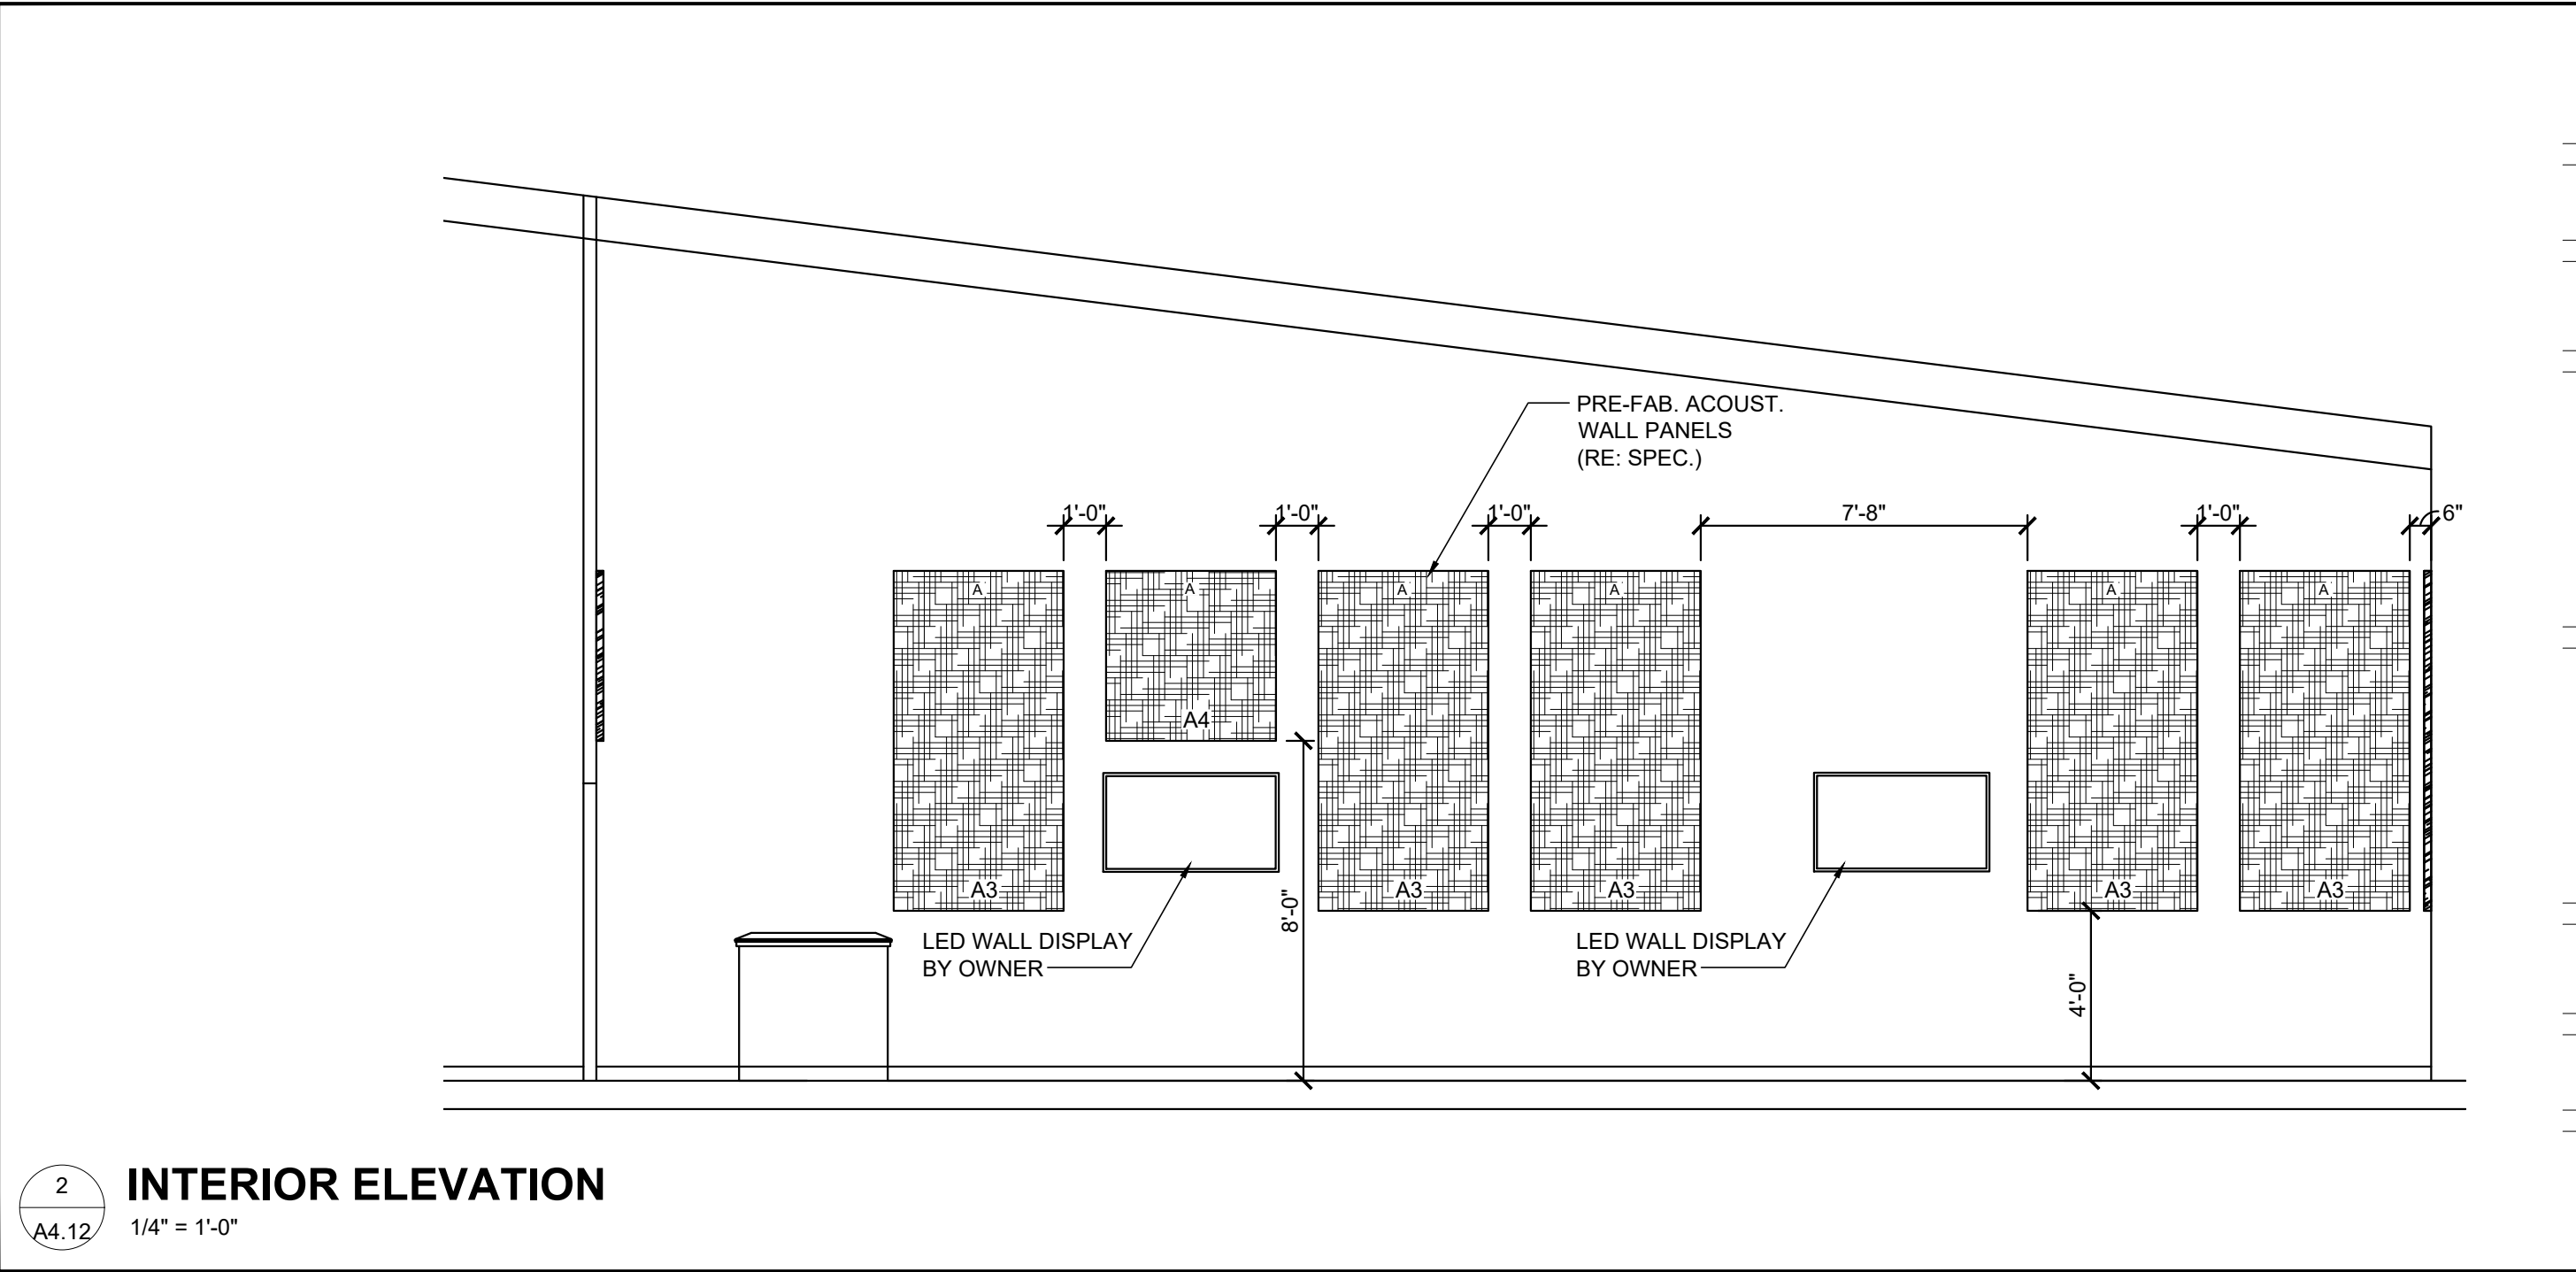 PRE-FAB. ACOUST.
WALL PANELS
(RE: SPEC.)
1'-0" 1'-0" 1'-0" 7'-8" 1'-0" 6"
A A A A A A
A4
A3 A3 A3 A3 A3
8'-0"
LED WALL DISPLAY
BY OWNER
LED WALL DISPLAY
BY OWNER
4'-0"
2
A4.12
INTERIOR ELEVATION
1/4" = 1'-0"